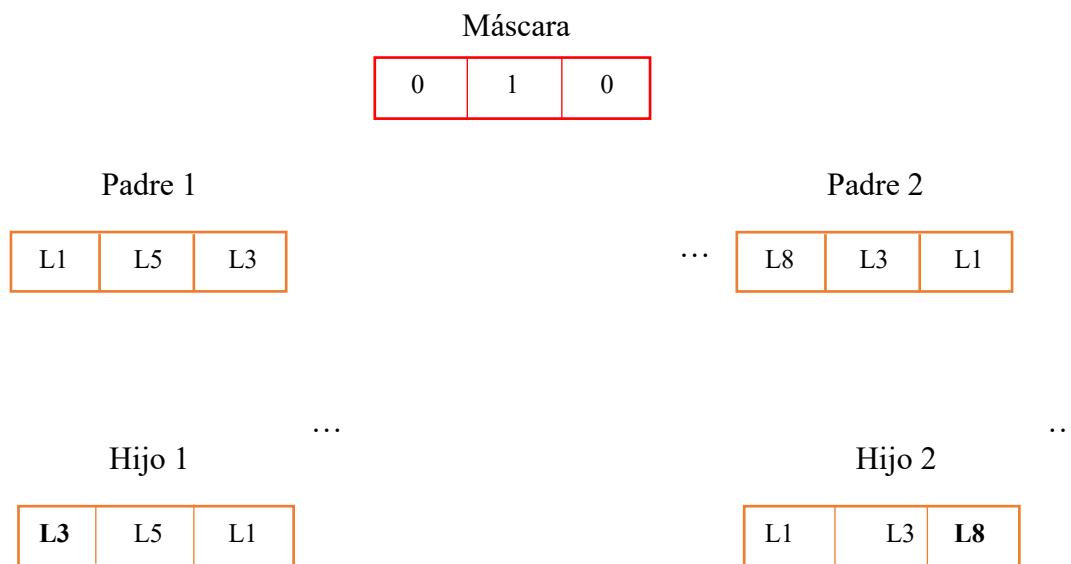 Máscara
0 1 0
Padre 1 Padre 2
L1 L5 L3 … L8 L3 L1
… ..
Hijo 1 Hijo 2
L3 L5 L1 L1 L3 L8